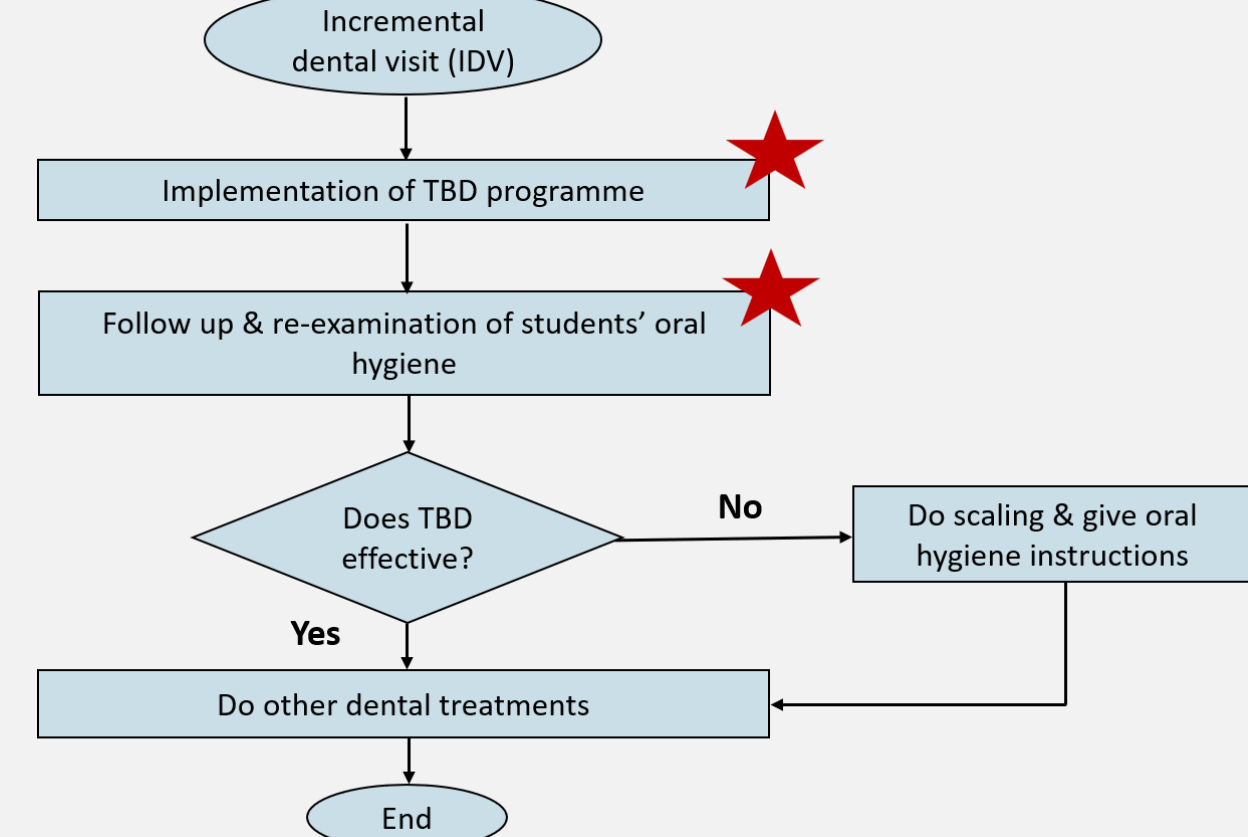 Incremental
dental visit (IDV)
Implementation of TBD programme
Follow up & re-examination of students’ oral
hygiene
Does TBD
effective?
No
Do scaling & give oral
hygiene instructions
Yes
Do other dental treatments
End